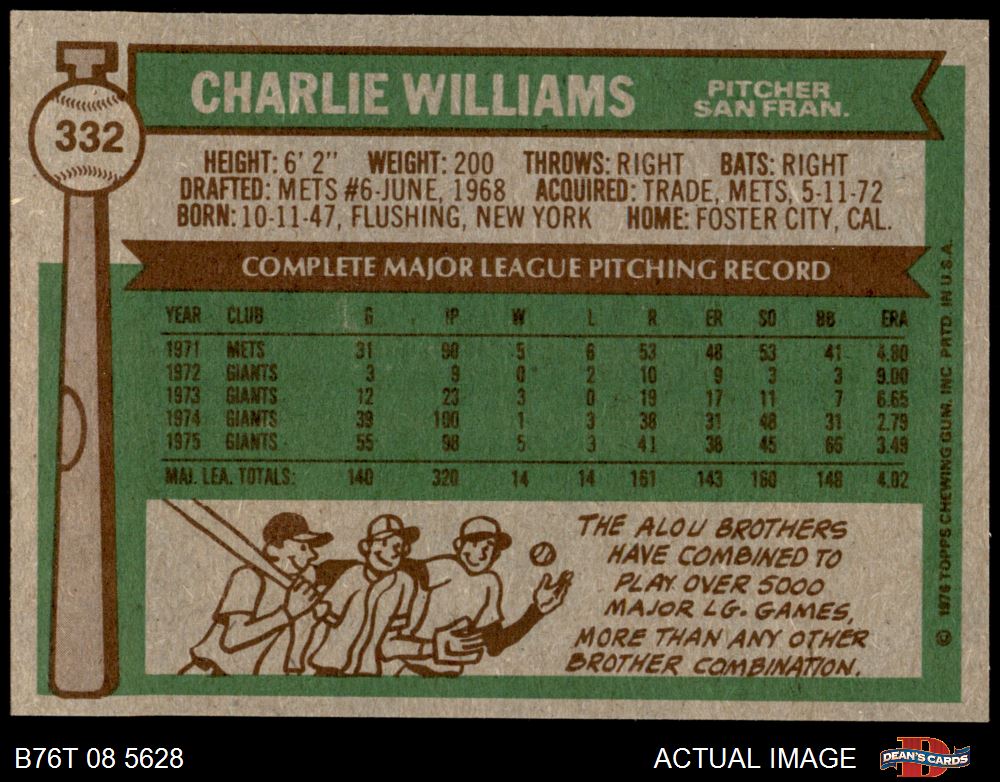 332
CHARLIE WILLIAMS
PITCHER
SAN FRAN.
HEIGHT: 6' 2" WEIGHT: 200 THROWS: RIGHT BATS: RIGHT
DRAFTED: METS #6-JUNE, 1968 ACQUIRED: TRADE, METS, 5-11-72
BORN: 10-11-47, FLUSHING, NEW YORK HOME: FOSTER CITY, CAL.
COMPLETE MAJOR LEAGUE PITCHING RECORD
YEAR CLUB G IP W L R ER SO BB ERA
1971 METS 31 90 5 6 53 48 53 41 4.80
1972 GIANTS 3 9 0 2 10 9 3 3 9.00
1973 GIANTS 12 23 3 0 19 17 11 7 6.65
1974 GIANTS 39 100 1 3 38 31 48 31 2.79
1975 GIANTS 55 98 5 3 41 38 45 66 3.49
MAJ. LEA. TOTALS: 140 320 14 14 161 143 160 148 4.02
THE ALOU BROTHERS
HAVE COMBINED TO
PLAY OVER 5000
MAJOR LG. GAMES,
MORE THAN ANY OTHER
BROTHER COMBINATION.
© 1976 TOPPS CHEWING GUM, INC PRTD. IN U.S.A.
B76T 08 5628
ACTUAL IMAGE
D
DEAN'S CARDS